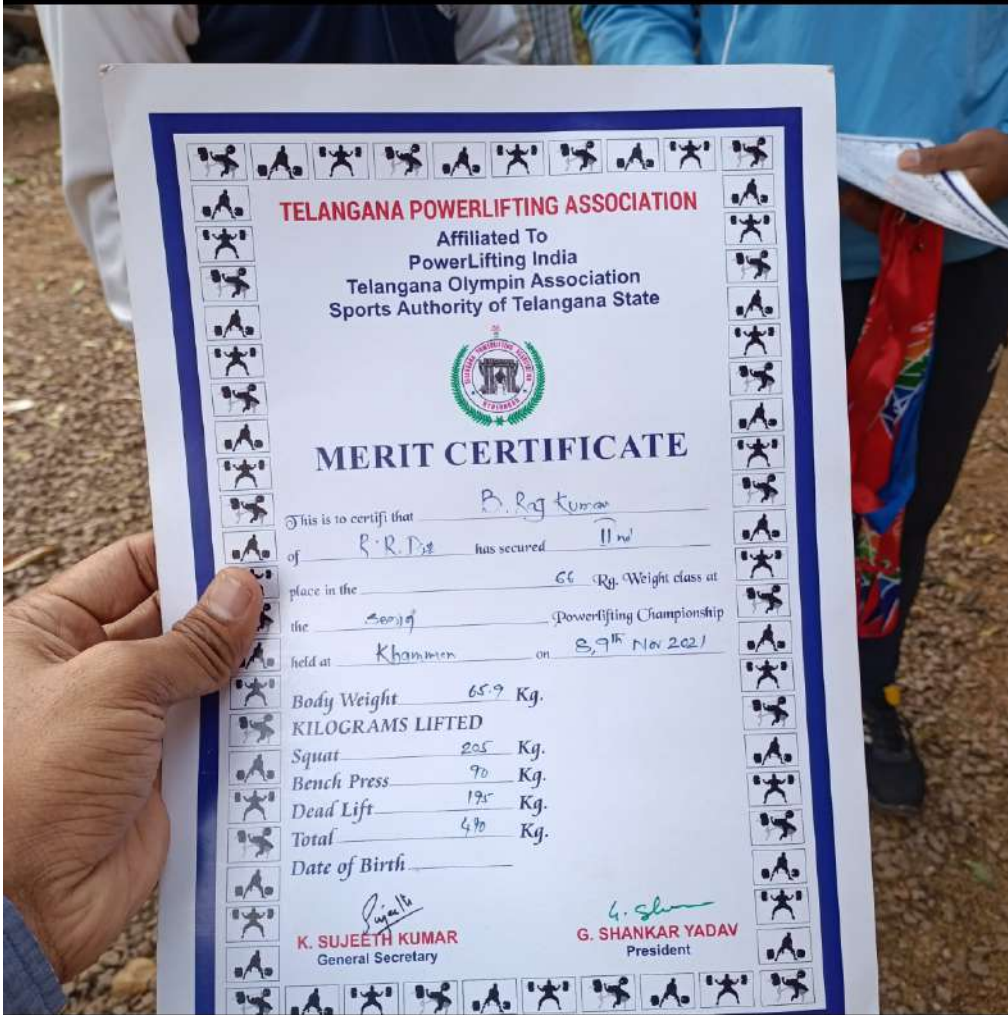 TELANGANA POWERLIFTING ASSOCIATION
Affiliated To
PowerLifting India
Telangana Olympin Association
Sports Authority of Telangana State
TELANGANA POWERLIFTING ASSOCIATION
HYDERABAD
MERIT CERTIFICATE
This is to certifi that B. Raj Kumar
of R.R. Dist has secured IInd
place in the 66 Kg. Weight class at
the Powerlifting Championship
held at Khammam on 8,9th Nov 2021
Body Weight 65.9 Kg.
KILOGRAMS LIFTED
Squat 205 Kg.
Bench Press 90 Kg.
Dead Lift 195 Kg.
Total 490 Kg.
Date of Birth
K. SUJEETH KUMAR
General Secretary
G. SHANKAR YADAV
President